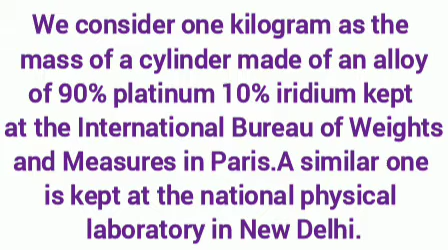 We consider one kilogram as the
mass of a cylinder made of an alloy
of 90% platinum 10% iridium kept
at the International Bureau of Weights
and Measures in Paris.A similar one
is kept at the national physical
laboratory in New Delhi.